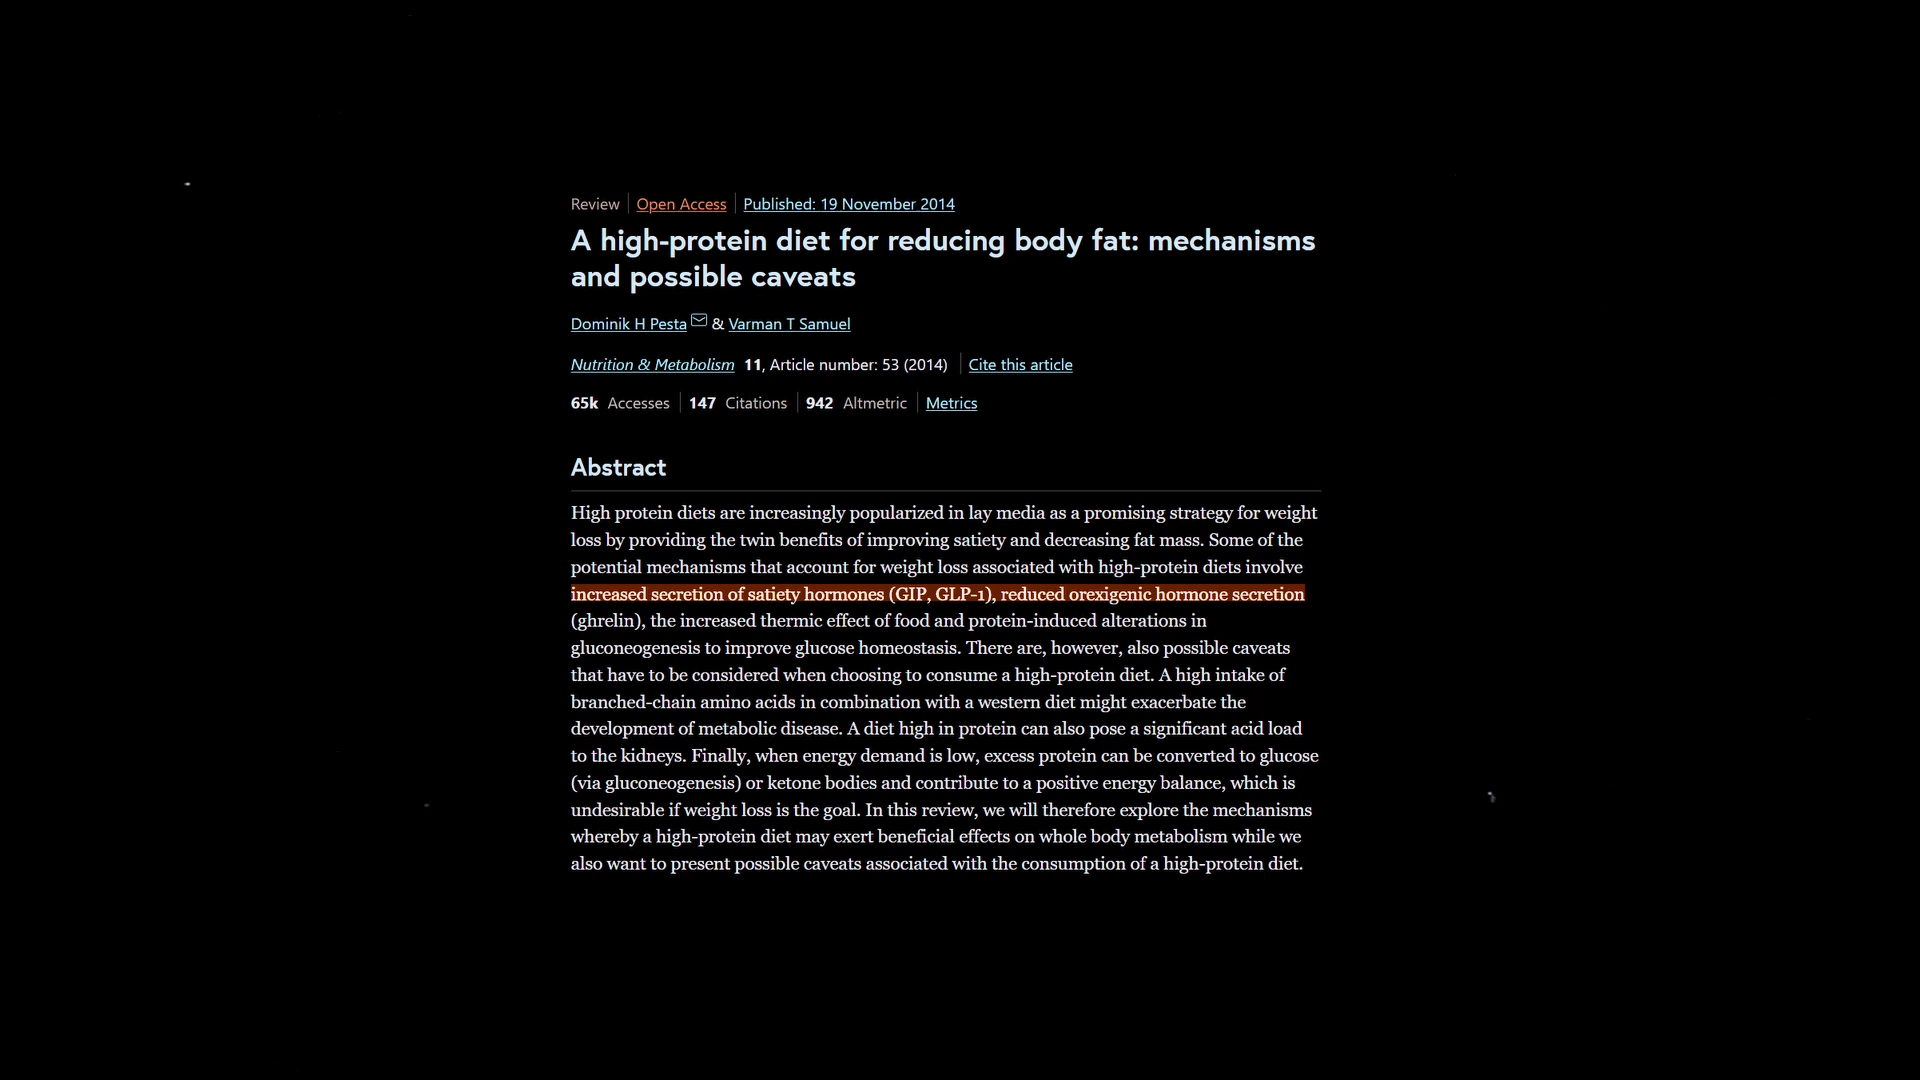 Review Open Access Published: 19 November 2014
A high-protein diet for reducing body fat: mechanisms
and possible caveats
Dominik H Pesta & Varman T Samuel
Nutrition & Metabolism 11, Article number: 53 (2014) Cite this article
65k Accesses 147 Citations 942 Altmetric Metrics
Abstract
High protein diets are increasingly popularized in lay media as a promising strategy for weight
loss by providing the twin benefits of improving satiety and decreasing fat mass. Some of the
potential mechanisms that account for weight loss associated with high-protein diets involve
increased secretion of satiety hormones (GIP, GLP-1), reduced orexigenic hormone secretion
(ghrelin), the increased thermic effect of food and protein-induced alterations in
gluconeogenesis to improve glucose homeostasis. There are, however, also possible caveats
that have to be considered when choosing to consume a high-protein diet. A high intake of
branched-chain amino acids in combination with a western diet might exacerbate the
development of metabolic disease. A diet high in protein can also pose a significant acid load
to the kidneys. Finally, when energy demand is low, excess protein can be converted to glucose
(via gluconeogenesis) or ketone bodies and contribute to a positive energy balance, which is
undesirable if weight loss is the goal. In this review, we will therefore explore the mechanisms
whereby a high-protein diet may exert beneficial effects on whole body metabolism while we
also want to present possible caveats associated with the consumption of a high-protein diet.